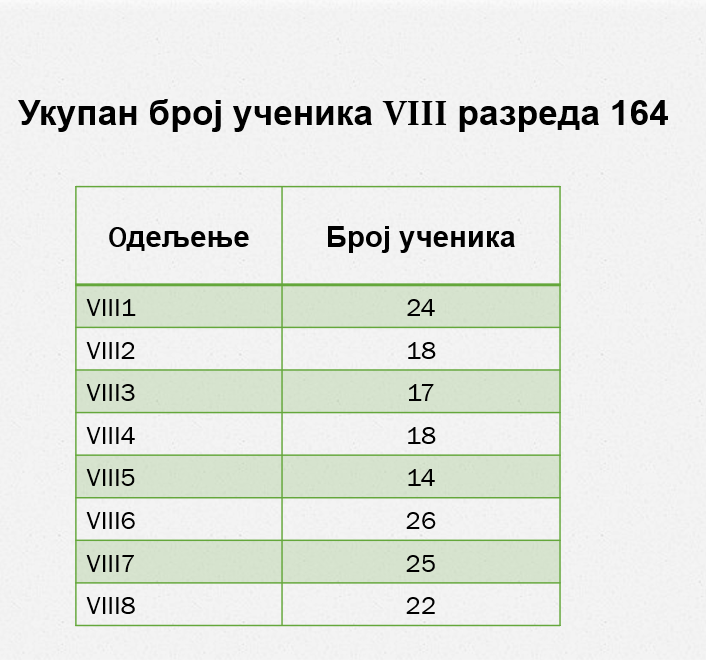 Укупан број ученика VIII разреда 164
Одељење Број ученика
VIII1 24
VIII2 18
VIII3 17
VIII4 18
VIII5 14
VIII6 26
VIII7 25
VIII8 22